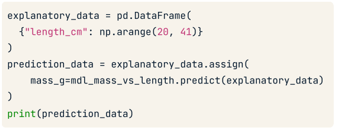 explanatory_data = pd.DataFrame(
  {"length_cm": np.arange(20, 41)}
)
prediction_data = explanatory_data.assign(
    mass_g=mdl_mass_vs_length.predict(explanatory_data)
)
print(prediction_data)